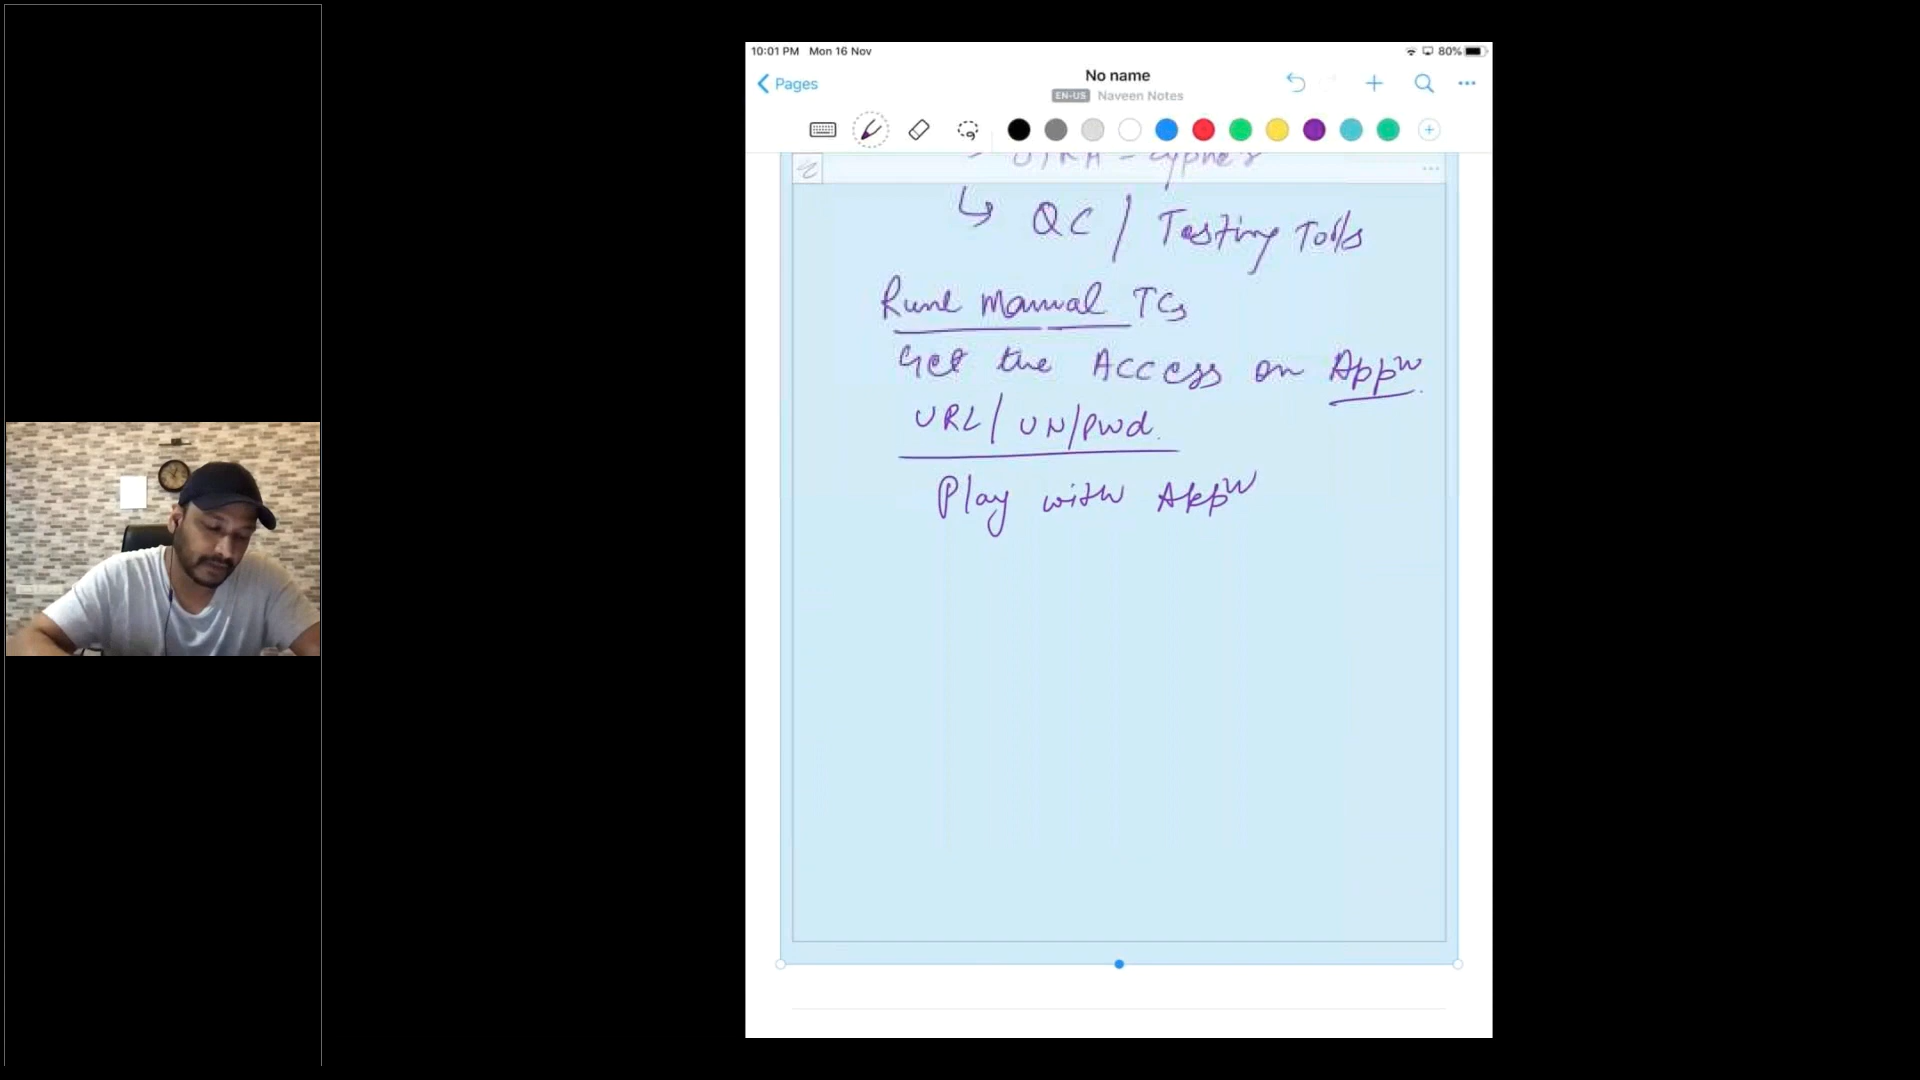 10:01 PM Mon 16 Nov
80%
Pages
No name
EN-US Naveen Notes
QC / Testing Tools
Run Manual TCs
Get the Access on Appn.
URL/ UN/Pwd.
Play with Appn